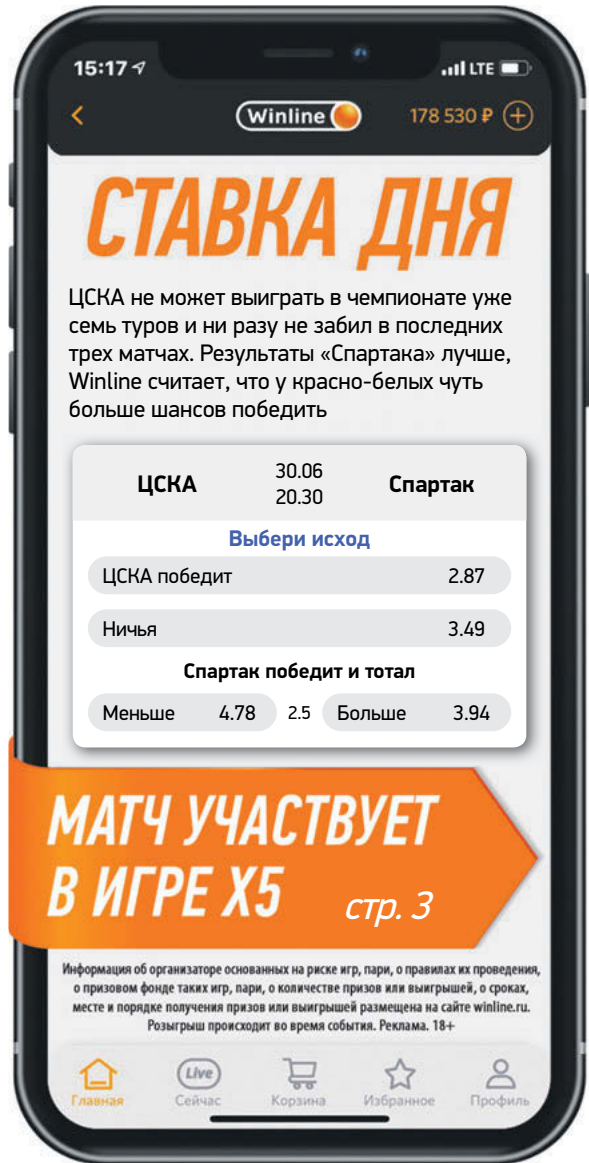 15:17
LTE
Winline
178 530 ₽
СТАВКА ДНЯ
ЦСКА не может выиграть в чемпионате уже
семь туров и ни разу не забил в последних
трех матчах. Результаты «Спартака» лучше,
Winline считает, что у красно-белых чуть
больше шансов победить
ЦСКА 30.06 20.30 Спартак
Выбери исход
ЦСКА победит 2.87
Ничья 3.49
Спартак победит и тотал
Меньше 4.78 2.5 Больше 3.94
МАТЧ УЧАСТВУЕТ
В ИГРЕ Х5 стр. 3
Информация об организаторе основанных на риске игр, пари, о правилах их проведения,
о призовом фонде таких игр, пари, о количестве призов или выигрышей, о сроках,
месте и порядке получения призов или выигрышей размещена на сайте winline.ru.
Розыгрыш происходит во время события. Реклама. 18+
Live
Главная Сейчас Корзина Избранное Профиль